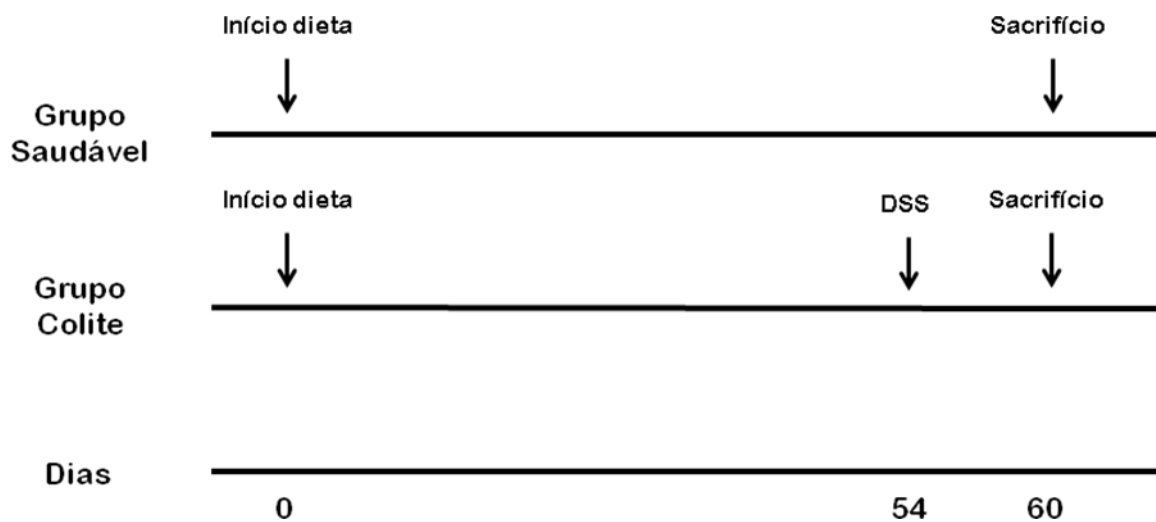 Início dieta
Sacrifício
Grupo
Saudável
Início dieta
DSS
Sacrifício
Grupo
Colite
Dias
0
54
60